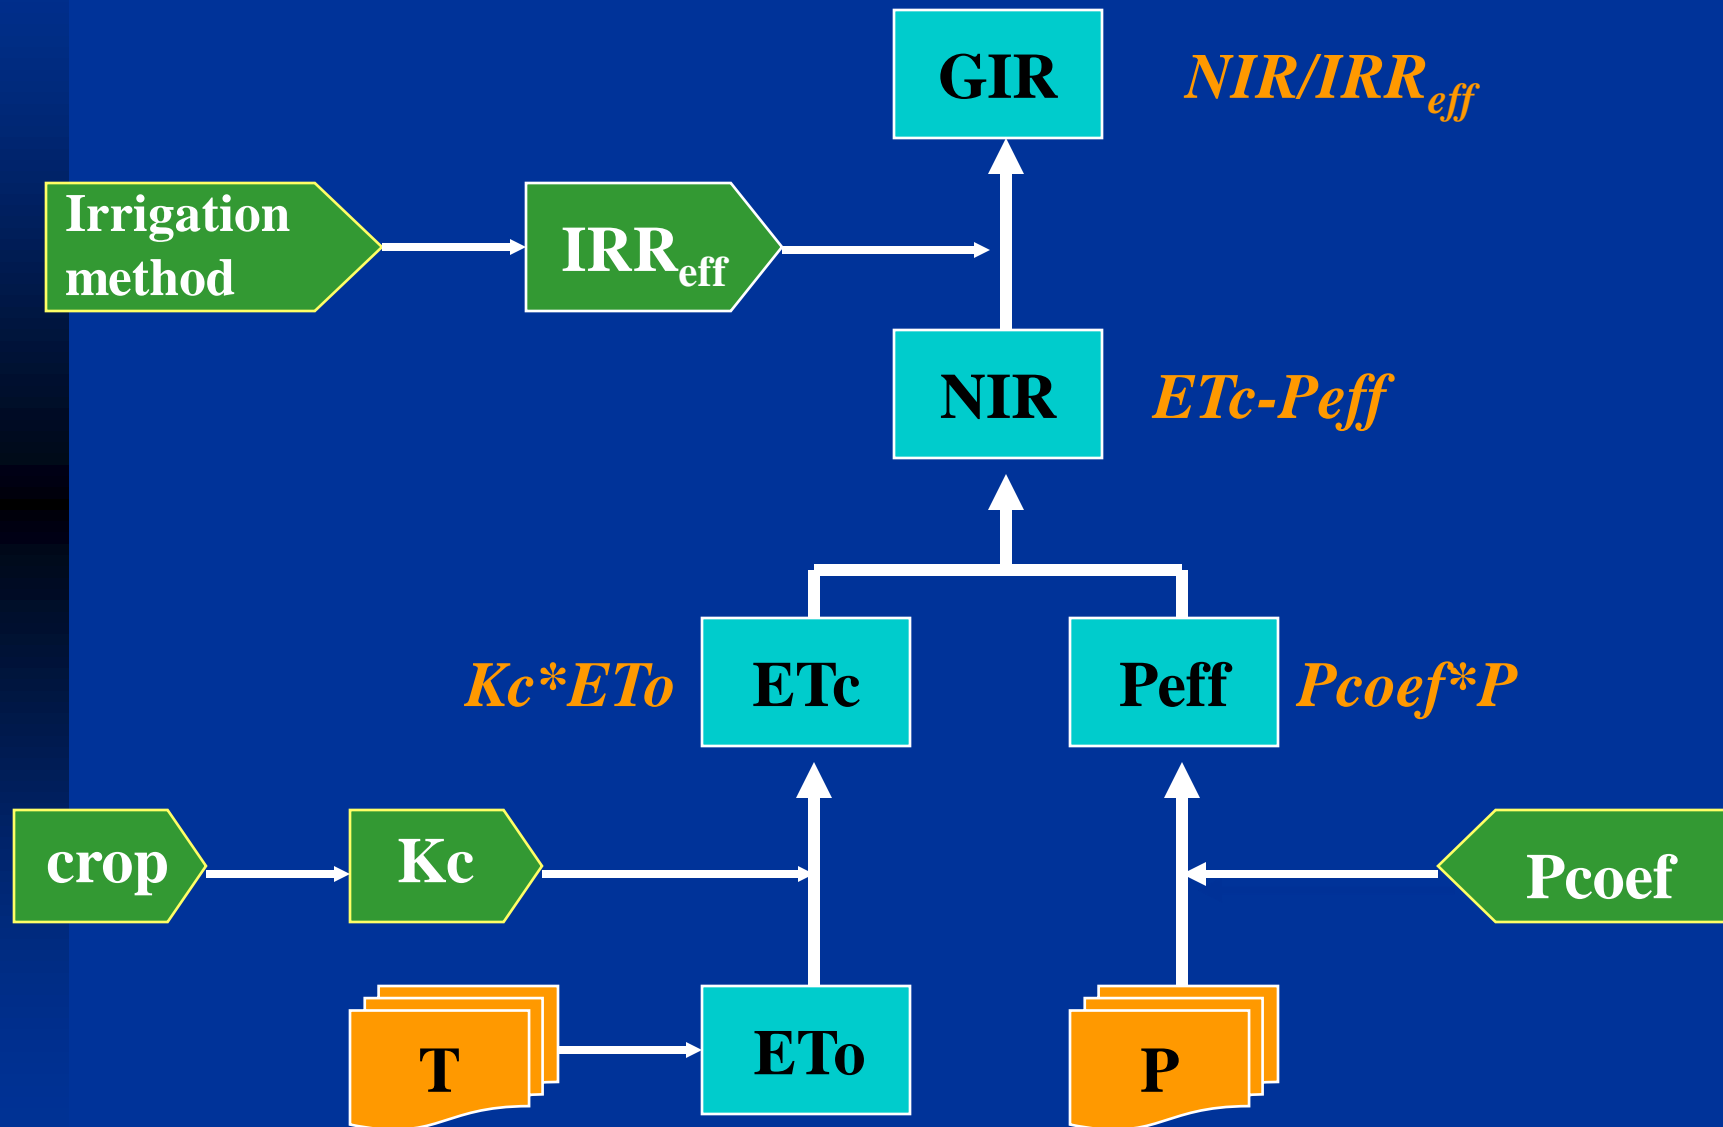 GIR
NIR/IRReff
Irrigation
method
IRReff
NIR
ETc-Peff
Kc*ETo
ETc
Peff
Pcoef*P
crop
Kc
Pcoef
T
ETo
P